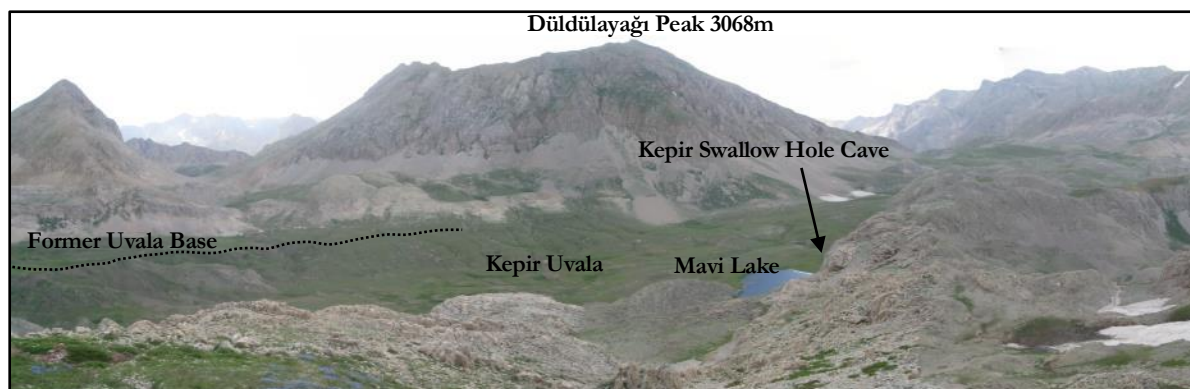 Düldülayağı Peak 3068m
Kepir Swallow Hole Cave
Former Uvala Base
Kepir Uvala
Mavi Lake